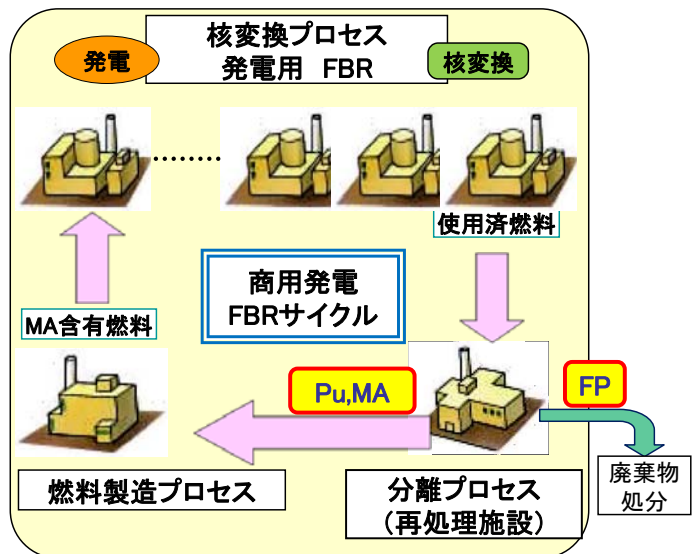 発電
核変換プロセス
発電用 FBR
核変換
使用済燃料
商用発電
FBRサイクル
MA含有燃料
Pu,MA
FP
燃料製造プロセス
分離プロセス
（再処理施設）
廃棄物
処分